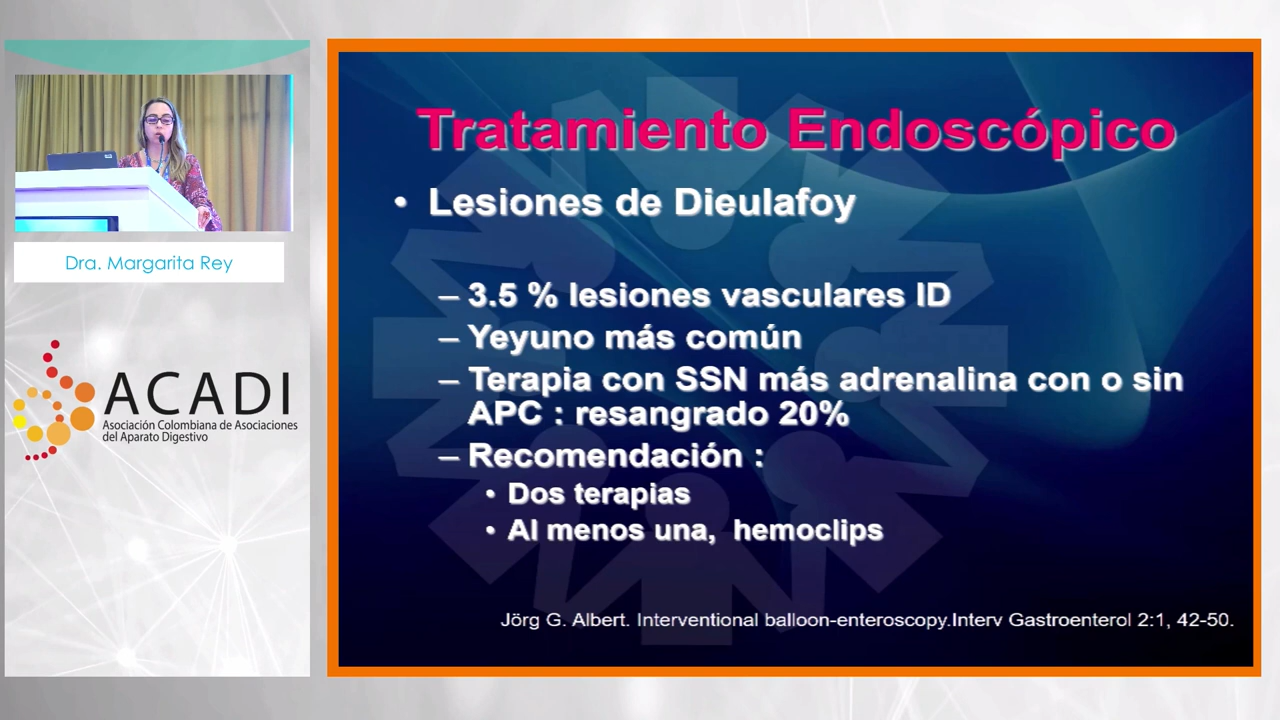 Dra. Margarita Rey
ACADI
Asociación Colombiana de Asociaciones
del Aparato Digestivo
Tratamiento Endoscópico
• Lesiones de Dieulafoy
– 3.5 % lesiones vasculares ID
– Yeyuno más común
– Terapia con SSN más adrenalina con o sin
APC : resangrado 20%
– Recomendación :
• Dos terapias
• Al menos una, hemoclips
Jörg G. Albert. Interventional balloon-enteroscopy.Interv Gastroenterol 2:1, 42-50.